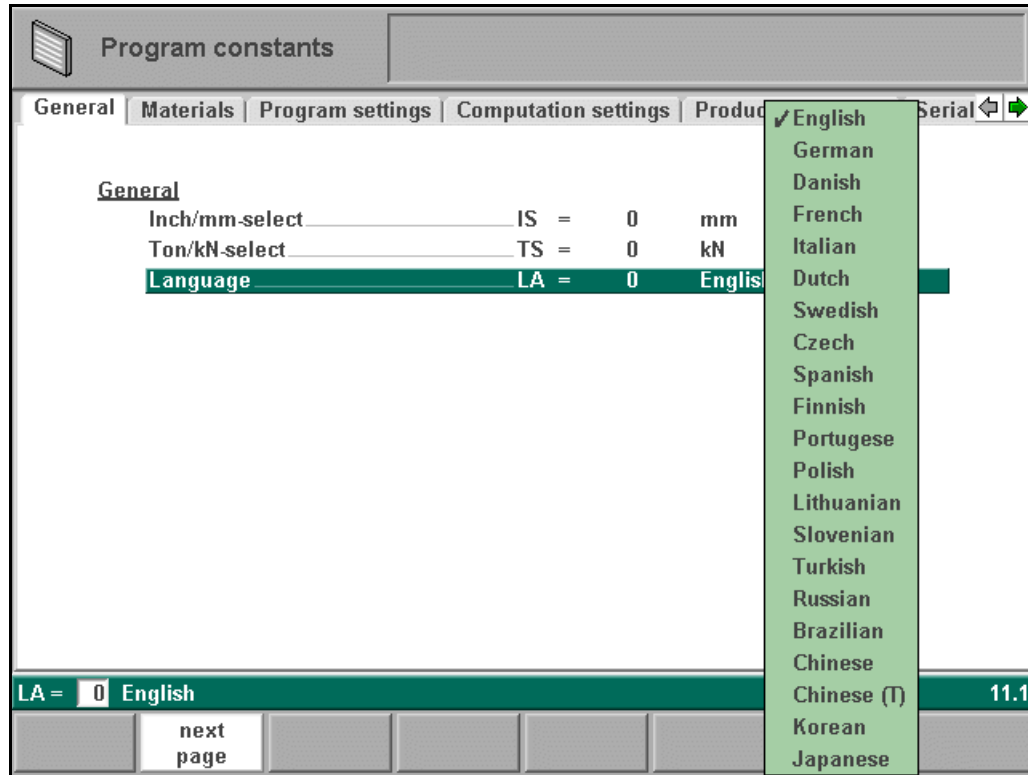 Program constants
General Materials Program settings Computation settings Produc Serial
General
Inch/mm-select IS = 0 mm
Ton/kN-select TS = 0 kN
Language LA = 0 Englis
✓ English
German
Danish
French
Italian
Dutch
Swedish
Czech
Spanish
Finnish
Portugese
Polish
Lithuanian
Slovenian
Turkish
Russian
Brazilian
Chinese
Chinese (T)
Korean
Japanese
LA = 0 English 11.1
next
page